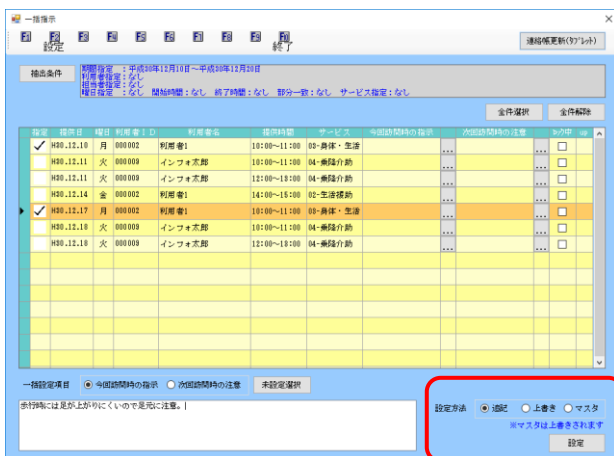 一括指示
F1 F2 F3 F4 F5 F6 F7 F8 F9 F10
設定 終了
連絡帳更新(ﾀﾌﾞﾚｯﾄ)
抽出条件
期間指定 :平成30年12月10日~平成30年12月20日
利用者指定:なし
担当者指定:なし
曜日指定 :なし 開始時間:なし 終了時間:なし 部分一致:なし サービス指定:なし
全件選択 全件解除
指定 提供日 曜日 利用者ID 利用者名 提供時間 サービス 今回訪問時の指示 次回訪問時の注意 ﾛｯｸ中
H30.12.10 月 000002 利用者1 10:00~11:00 03-身体・生活 ... ...
H30.12.11 火 000009 インフォ太郎 10:00~11:00 04-乗降介助 ... ...
H30.12.11 火 000009 インフォ太郎 12:00~13:00 04-乗降介助 ... ...
H30.12.14 金 000002 利用者1 14:00~15:00 02-生活援助 ... ...
H30.12.17 月 000002 利用者1 10:00~11:00 03-身体・生活 ... ...
H30.12.18 火 000009 インフォ太郎 10:00~11:00 04-乗降介助 ... ...
H30.12.18 火 000009 インフォ太郎 12:00~13:00 04-乗降介助 ... ...
一括設定項目 今回訪問時の指示 次回訪問時の注意 未設定選択
歩行時には足が上がりにくいので足元に注意。
設定方法 追記 上書き マスタ
※マスタは上書きされます
設定